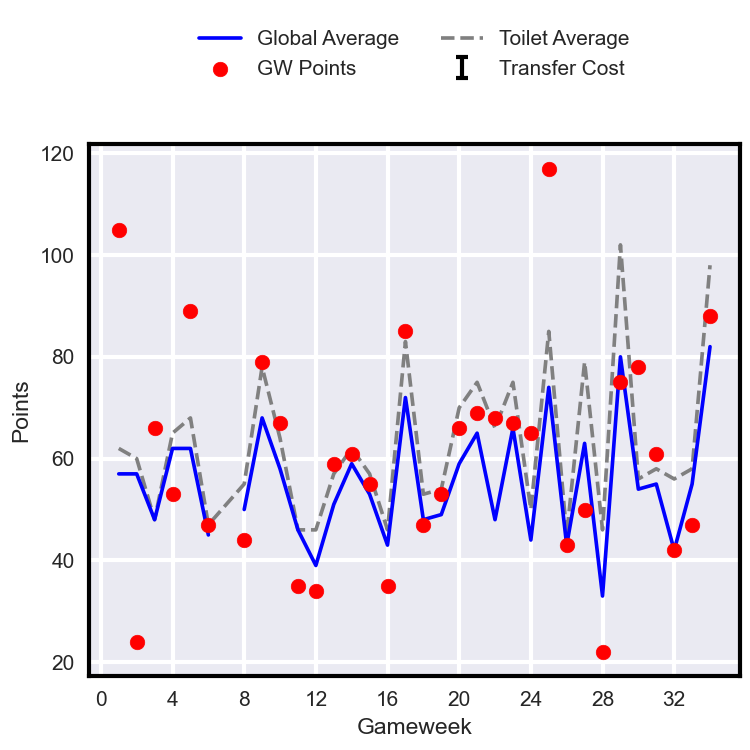 Global Average
Toilet Average
GW Points
Transfer Cost
120
100
80
60
40
20
Points
0 4 8 12 16 20 24 28 32
Gameweek